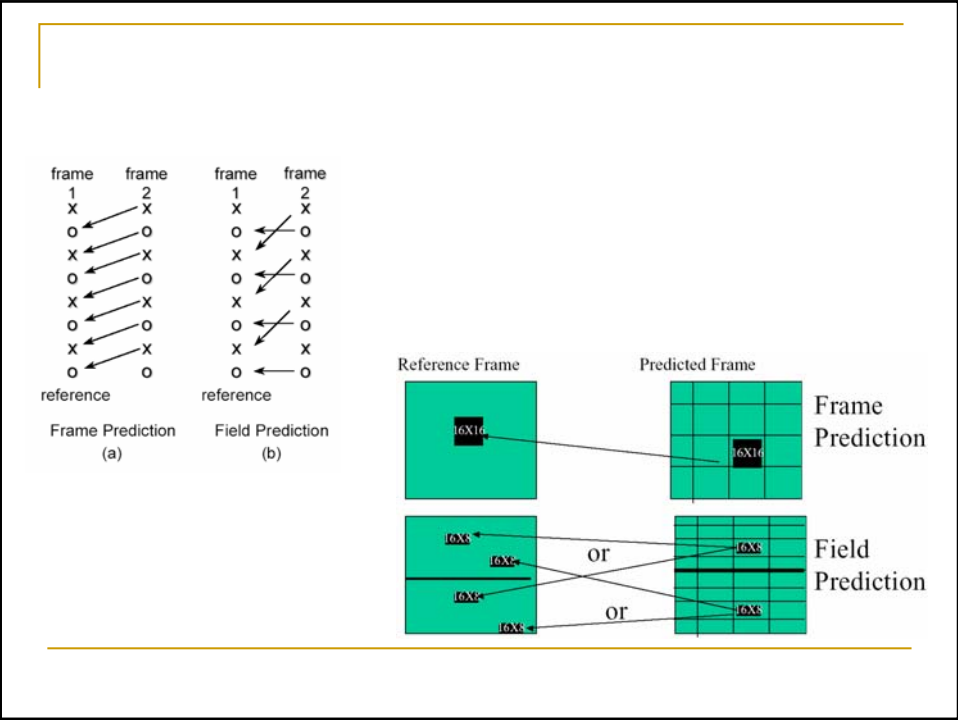 frame frame frame frame
1 2 1 2
x x x x
o o o o
x x x x
o o o o
x x x x
o o o o
x x x x
o o o o
reference reference
Frame Prediction Field Prediction
(a) (b)
Reference Frame Predicted Frame
16X16
16X16
Frame
Prediction
16X8
16X8
16X8
16X8
or
or
16X8
16X8
Field
Prediction